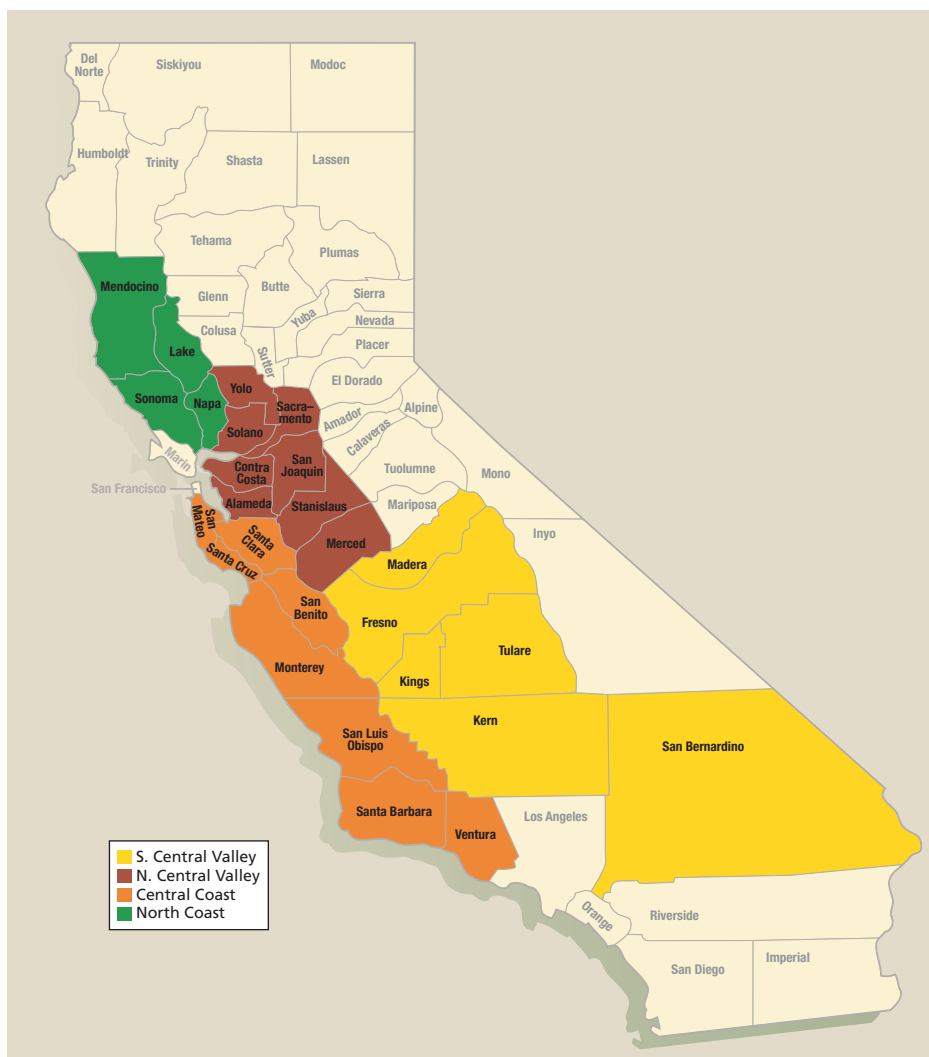 Del
Norte
Siskiyou
Modoc
Humboldt
Trinity
Shasta
Lassen
Tehama
Plumas
Mendocino
Glenn
Butte
Sierra
Yuba
Nevada
Colusa
Placer
Lake
Sutter
El Dorado
Yolo
Sonoma
Napa
Sacra–
mento
Alpine
Amador
Solano
Calaveras
Marin
San
Joaquin
Contra
Costa
Tuolumne
Mono
San Francisco
Alameda
Stanislaus
Mariposa
San
Mateo
Santa
Clara
Merced
Inyo
Santa Cruz
Madera
San
Benito
Fresno
Tulare
Monterey
Kings
Kern
San Luis
Obispo
San Bernardino
Santa Barbara
Ventura
Los Angeles
S. Central Valley
N. Central Valley
Central Coast
North Coast
Orange
Riverside
San Diego
Imperial